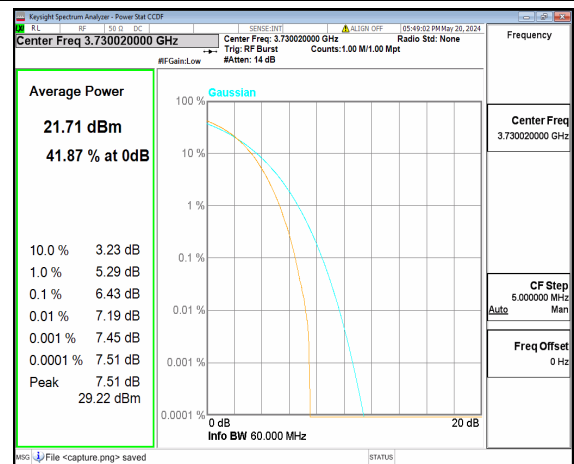 Keysight Spectrum Analyzer - Power Stat CCDF
RL RF 50 Ω DC SENSE:INT ALIGN OFF 05:49:02 PM May 20, 2024
Center Freq 3.730020000 GHz
Center Freq: 3.730020000 GHz Radio Std: None
Trig: RF Burst Counts:1.00 M/1.00 Mpt
#IFGain:Low #Atten: 14 dB
Frequency
Average Power
21.71 dBm
41.87 % at 0dB
10.0 % 3.23 dB
1.0 % 5.29 dB
0.1 % 6.43 dB
0.01 % 7.19 dB
0.001 % 7.45 dB
0.0001 % 7.51 dB
Peak 7.51 dB
29.22 dBm
Gaussian
100 %
10 %
1 %
0.1 %
0.01 %
0.001 %
0.0001 %
0 dB 20 dB
Info BW 60.000 MHz
Center Freq
3.730020000 GHz
CF Step
5.000000 MHz
Auto Man
Freq Offset
0 Hz
MSG File <capture.png> saved STATUS